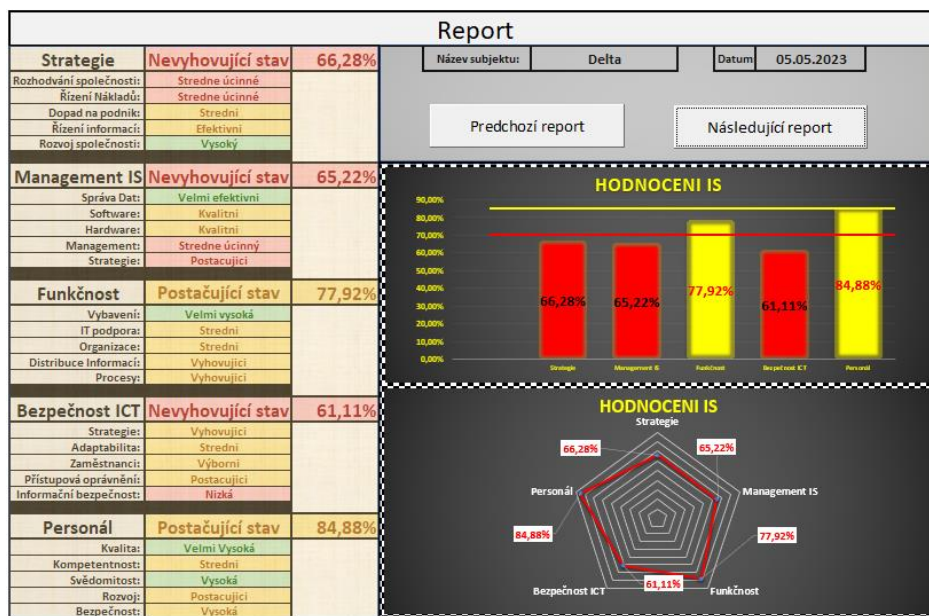 Report
Strategie Nevyhovující stav 66,28%
Rozhodvání společnosti: Stredne úcinné
Řízení Nákladů: Stredne úcinné
Dopad na podnik: Stredni
Řízení informací: Efektivni
Rozvoj společnosti: Vysoký
Management IS Nevyhovující stav 65,22%
Správa Dat: Velmi efektivni
Software: Kvalitni
Hardware: Kvalitni
Management: Stredne úcinný
Strategie: Postacujici
Funkčnost Postačující stav 77,92%
Vybavení: Velmi vysoká
IT podpora: Stredni
Organizace: Stredni
Distribuce Informací: Vyhovujici
Procesy: Vyhovujici
Bezpečnost ICT Nevyhovující stav 61,11%
Strategie: Vyhovujici
Adaptabilita: Stredni
Zaměstnanci: Výborni
Přístupová oprávnění: Postacujici
Informační bezpečnost: Nizká
Personál Postačující stav 84,88%
Kvalita: Velmi Vysoká
Kompetentnost: Stredni
Svědomitost: Vysoká
Rozvoj: Postacujici
Bezpečnost: Vysoká
Název subjektu: Delta Datum 05.05.2023
Predchozí report Následující report
HODNOCENI IS
90,00%
80,00%
70,00%
60,00%
50,00%
40,00%
30,00%
20,00%
10,00%
0,00%
66,28% 65,22% 77,92% 61,11% 84,88%
Strategie Management IS Funkčnost Bezpečnost ICT Personál
HODNOCENI IS
Strategie
66,28% 65,22%
Personál Management IS
84,88% 77,92%
61,11%
Bezpečnost ICT Funkčnost